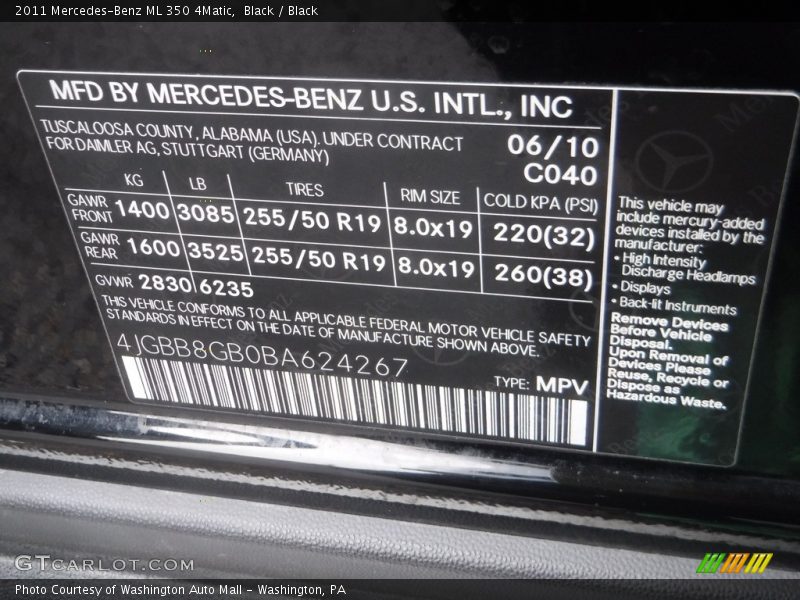 2011 Mercedes-Benz ML 350 4Matic, Black / Black
MFD BY MERCEDES-BENZ U.S. INTL., INC
TUSCALOOSA COUNTY, ALABAMA (USA). UNDER CONTRACT
FOR DAIMLER AG, STUTTGART (GERMANY)
06/10
C040
KG LB TIRES RIM SIZE COLD KPA (PSI)
GAWR
FRONT 1400 3085 255/50 R19 8.0x19 220(32)
GAWR
REAR 1600 3525 255/50 R19 8.0x19 260(38)
GVWR 2830 6235
THIS VEHICLE CONFORMS TO ALL APPLICABLE FEDERAL MOTOR VEHICLE SAFETY
STANDARDS IN EFFECT ON THE DATE OF MANUFACTURE SHOWN ABOVE.
4JGBB8GB0BA624267
TYPE: MPV
This vehicle may
include mercury-added
devices installed by the
manufacturer:
• High Intensity
Discharge Headlamps
• Displays
• Back-lit Instruments
Remove Devices
Before Vehicle
Disposal.
Upon Removal of
Devices Please
Reuse, Recycle or
Dispose as
Hazardous Waste.
GTCarLot.com
Photo Courtesy of Washington Auto Mall - Washington, PA